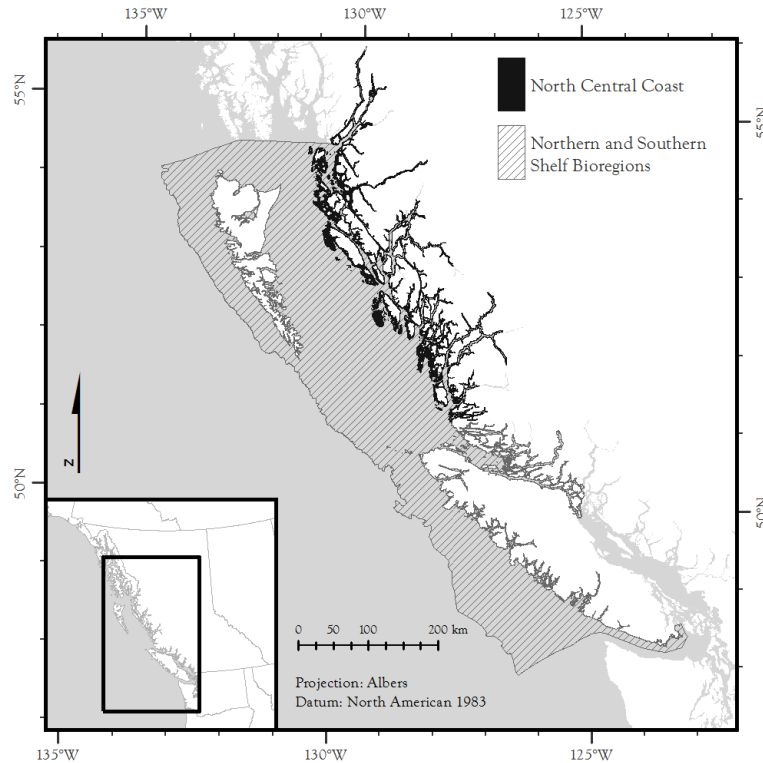 135°W 130°W 125°W
55°N
North Central Coast
55°N
Northern and Southern
Shelf Bioregions
N
50°N
50°N
0 50 100 200 km
Projection: Albers
Datum: North American 1983
135°W 130°W 125°W